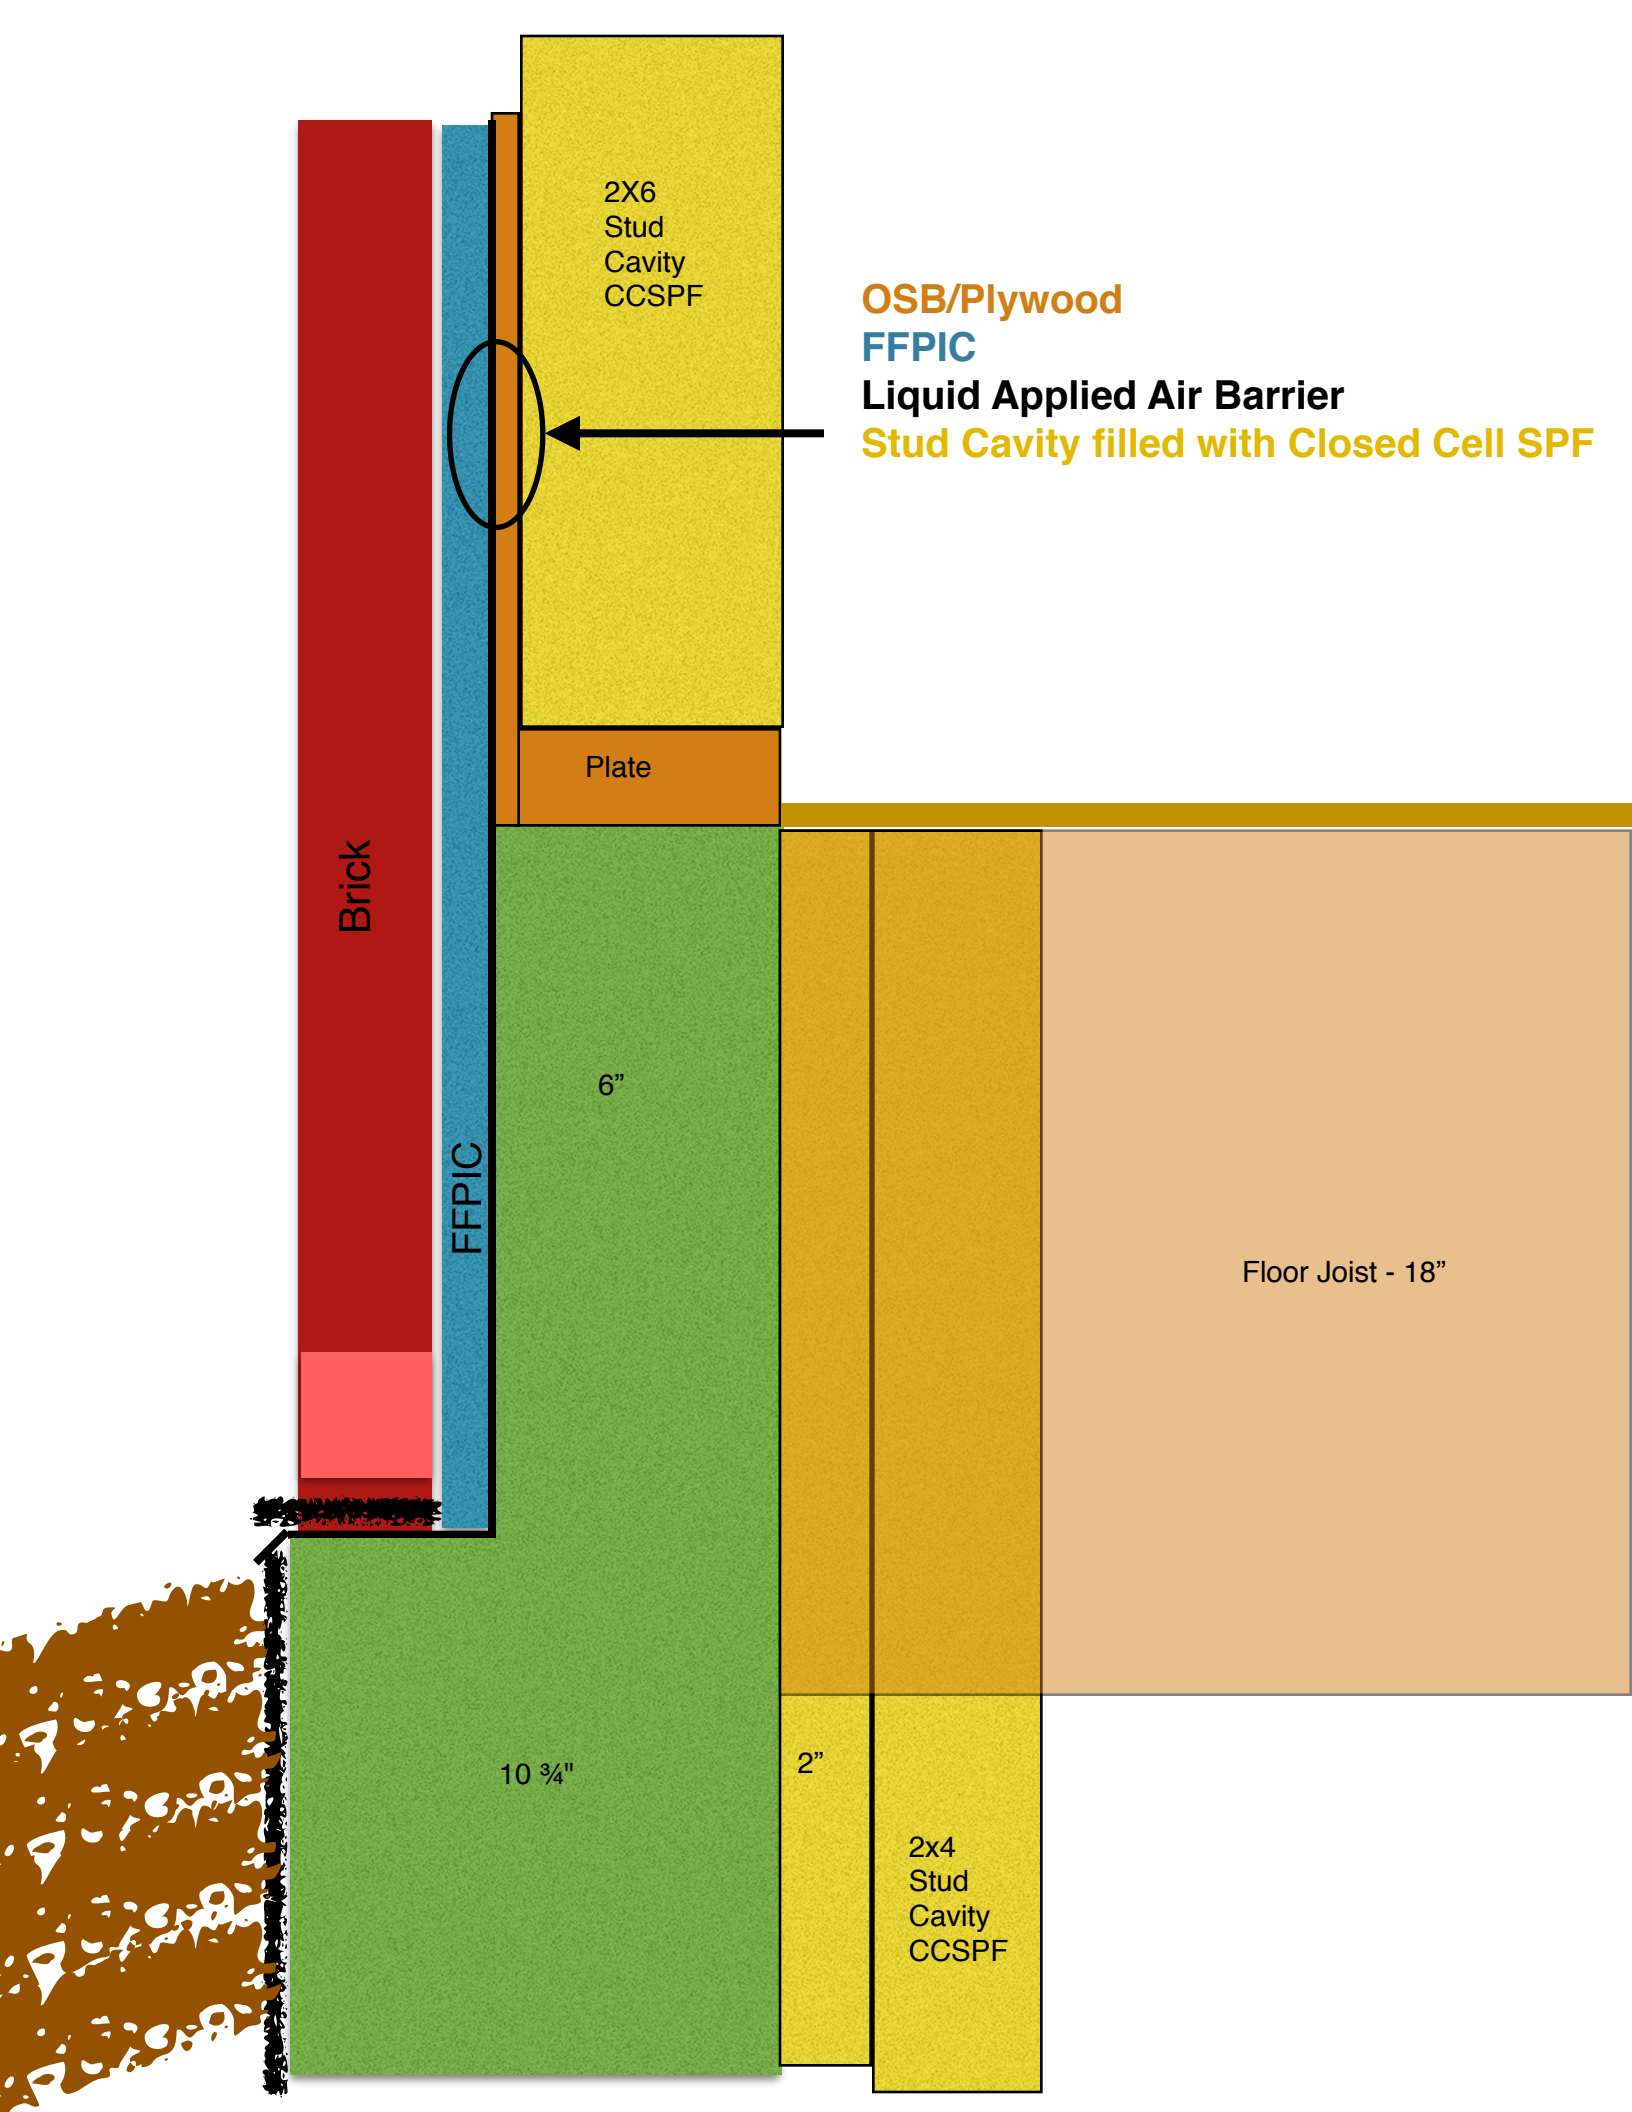 2X6
Stud
Cavity
CCSPF
OSB/Plywood
FFPIC
Liquid Applied Air Barrier
Stud Cavity filled with Closed Cell SPF
Plate
Brick
6”
FFPIC
Floor Joist - 18”
10 ¾"
2”
2x4
Stud
Cavity
CCSPF